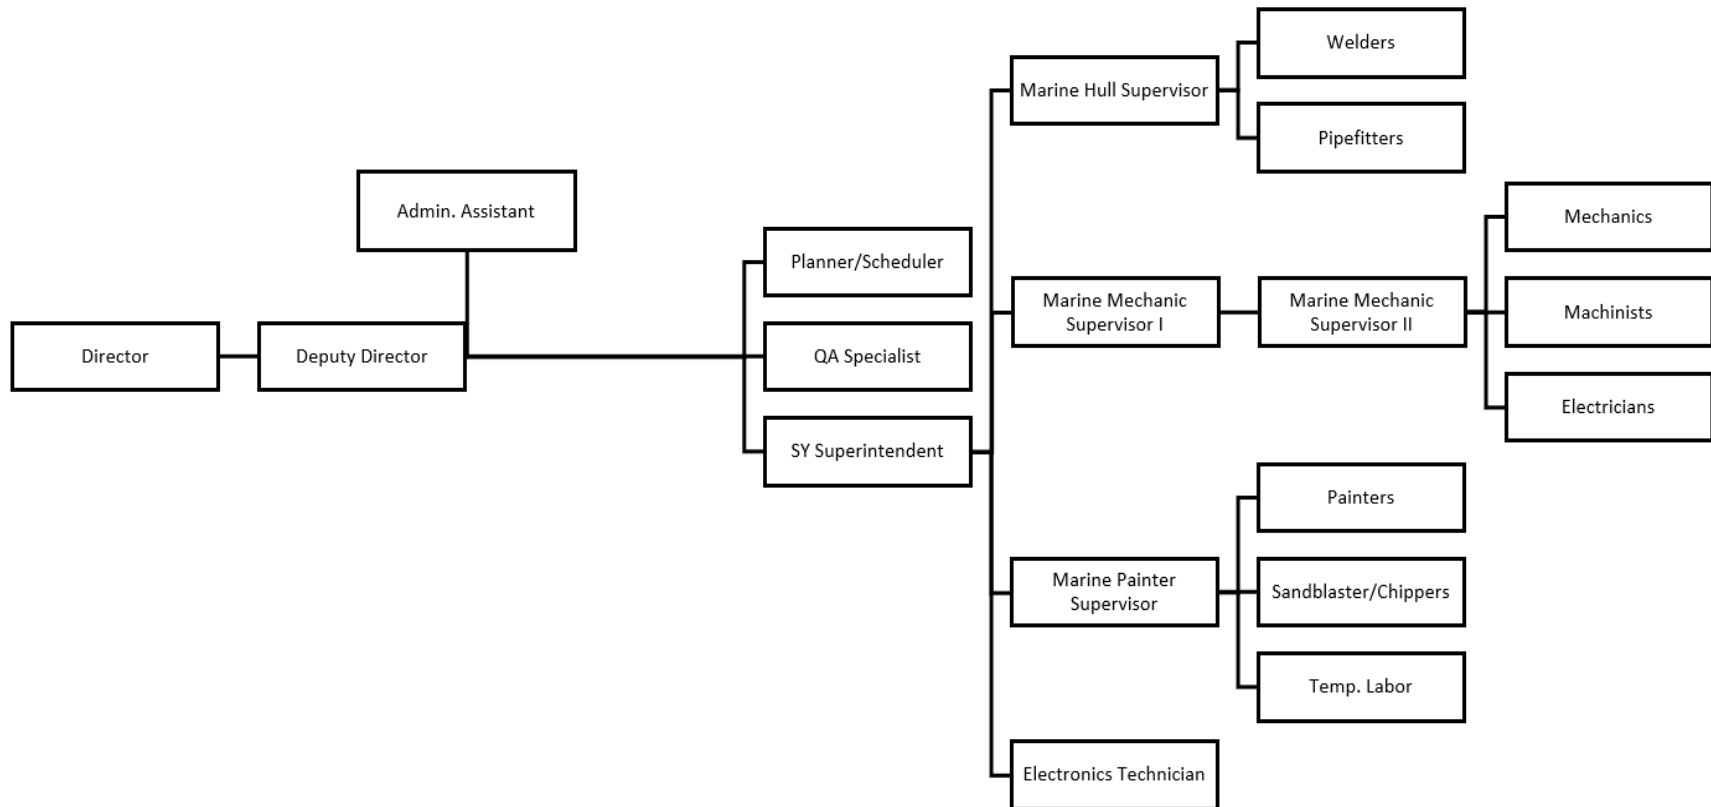 Director
Deputy Director
Admin. Assistant
Planner/Scheduler
QA Specialist
SY Superintendent
Marine Hull Supervisor
Welders
Pipefitters
Marine Mechanic
Supervisor I
Marine Mechanic
Supervisor II
Mechanics
Machinists
Electricians
Marine Painter
Supervisor
Painters
Sandblaster/Chippers
Temp. Labor
Electronics Technician